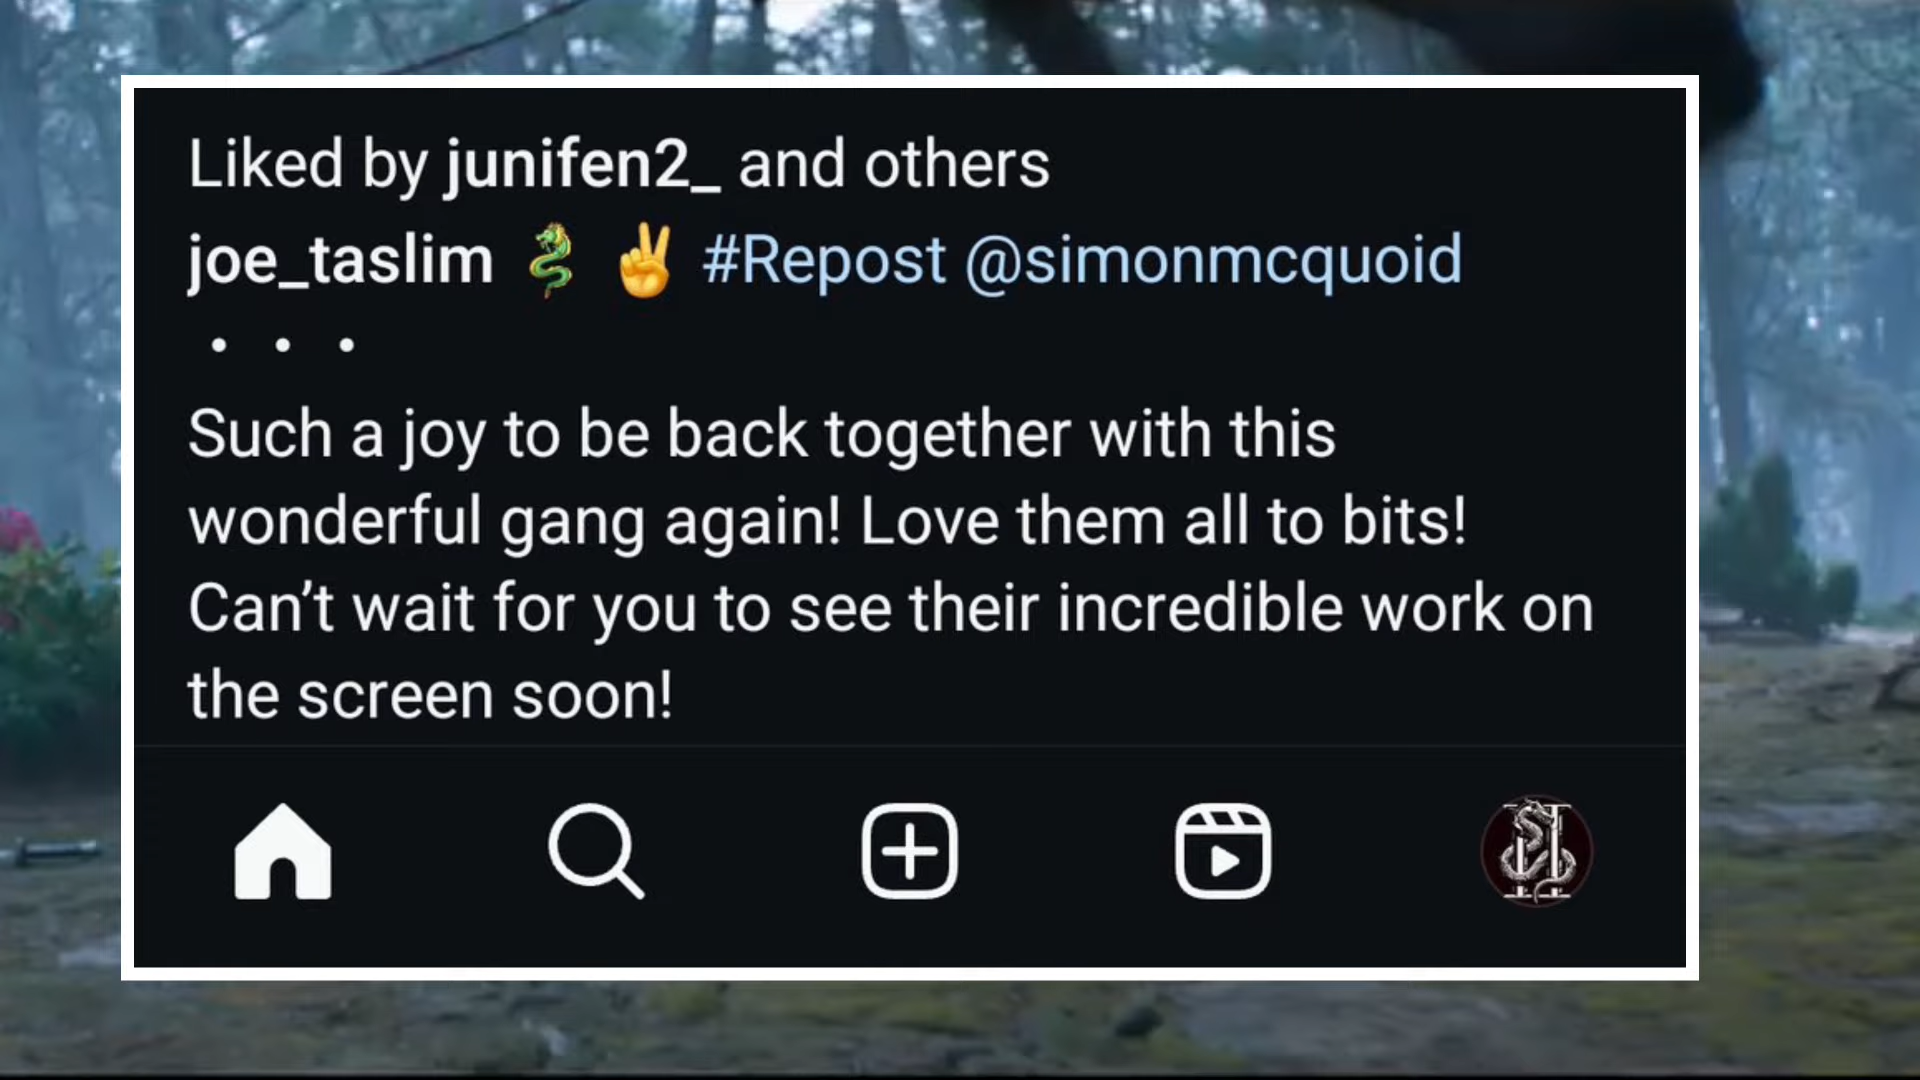 Liked by junifen2_ and others
joe_taslim 🐉 ✌️ #Repost @simonmcquoid
• • •
Such a joy to be back together with this
wonderful gang again! Love them all to bits!
Can’t wait for you to see their incredible work on
the screen soon!